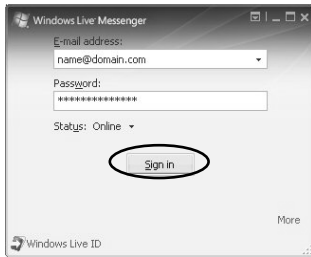 Windows Live Messenger
E-mail address:
name@domain.com
Password:
**************
Status: Online
Sign in
More
Windows Live ID